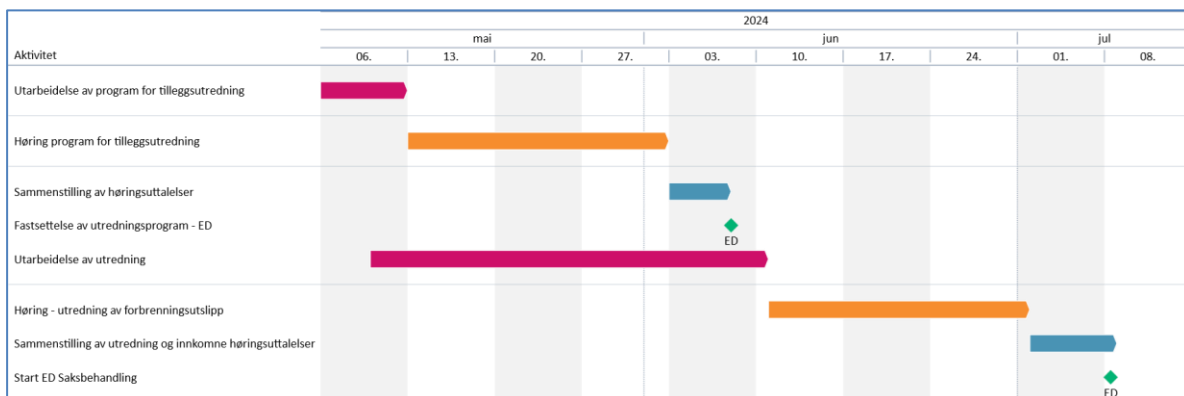 2024
mai jun jul
Aktivitet
06. 13. 20. 27. 03. 10. 17. 24. 01. 08.
Utarbeidelse av program for tilleggsutredning
Høring program for tilleggsutredning
Sammenstilling av høringsuttalelser
Fastsettelse av utredningsprogram - ED
ED
Utarbeidelse av utredning
Høring - utredning av forbrenningsutslipp
Sammenstilling av utredning og innkomne høringsuttalelser
Start ED Saksbehandling
ED